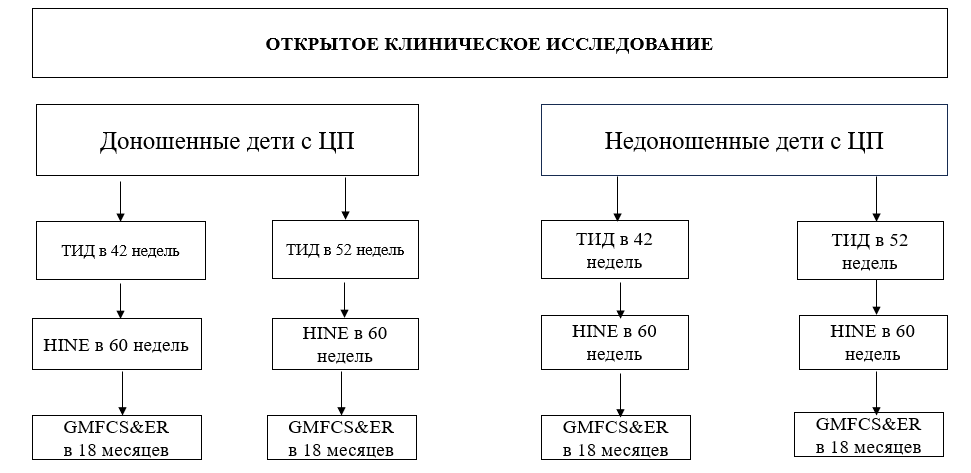 ОТКРЫТОЕ КЛИНИЧЕСКОЕ ИССЛЕДОВАНИЕ
Доношенные дети с ЦП
Недоношенные дети с ЦП
ТИД в 42 недель
ТИД в 52 недель
ТИД в 42
недель
ТИД в 52
недель
HINE в 60 недель
HINE в 60
недель
HINE в 60
недель
HINE в 60
недель
GMFCS&ER
в 18 месяцев
GMFCS&ER
в 18 месяцев
GMFCS&ER
в 18 месяцев
GMFCS&ER
в 18 месяцев